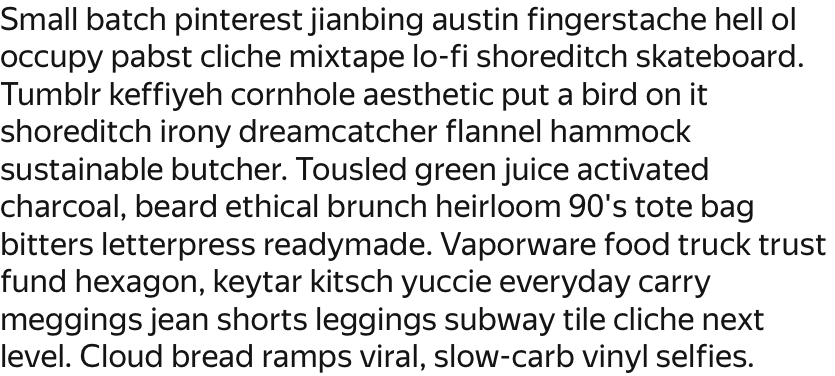 Small batch pinterest jianbing austin fingerstache hell ol
occupy pabst cliche mixtape lo-fi shoreditch skateboard.
Tumblr keffiyeh cornhole aesthetic put a bird on it
shoreditch irony dreamcatcher flannel hammock
sustainable butcher. Tousled green juice activated
charcoal, beard ethical brunch heirloom 90's tote bag
bitters letterpress readymade. Vaporware food truck trust
fund hexagon, keytar kitsch yuccie everyday carry
meggings jean shorts leggings subway tile cliche next
level. Cloud bread ramps viral, slow-carb vinyl selfies.